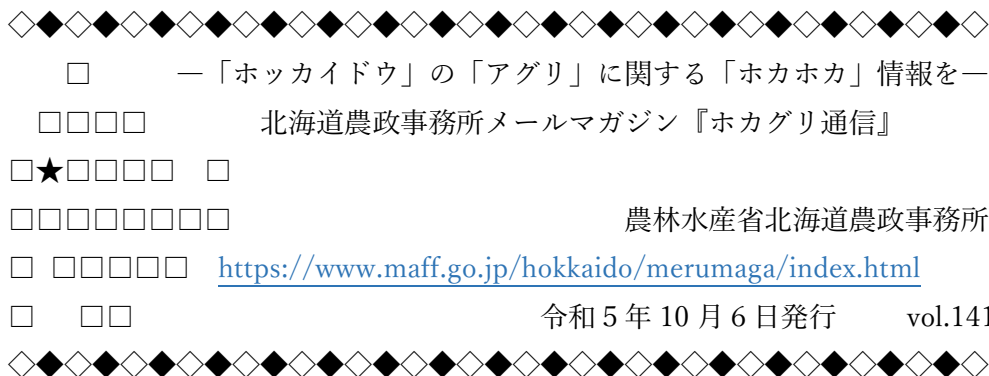 ◇◆◇◆◇◆◇◆◇◆◇◆◇◆◇◆◇◆◇◆◇◆◇◆◇◆◇◆◇◆◇◆◇◆◇
□　　　―「ホッカイドウ」の「アグリ」に関する「ホカホカ」情報を―
□□□□　　　　北海道農政事務所メールマガジン『ホカグリ通信』
□★□□□□　□
□□□□□□□□　　　　　　　　　　　　　　農林水産省北海道農政事務所
□　□□□□□　https://www.maff.go.jp/hokkaido/merumaga/index.html
□　　□□　　　　　　　　　　　　　　令和５年 10 月６日発行　　vol.141
◇◆◇◆◇◆◇◆◇◆◇◆◇◆◇◆◇◆◇◆◇◆◇◆◇◆◇◆◇◆◇◆◇◆◇